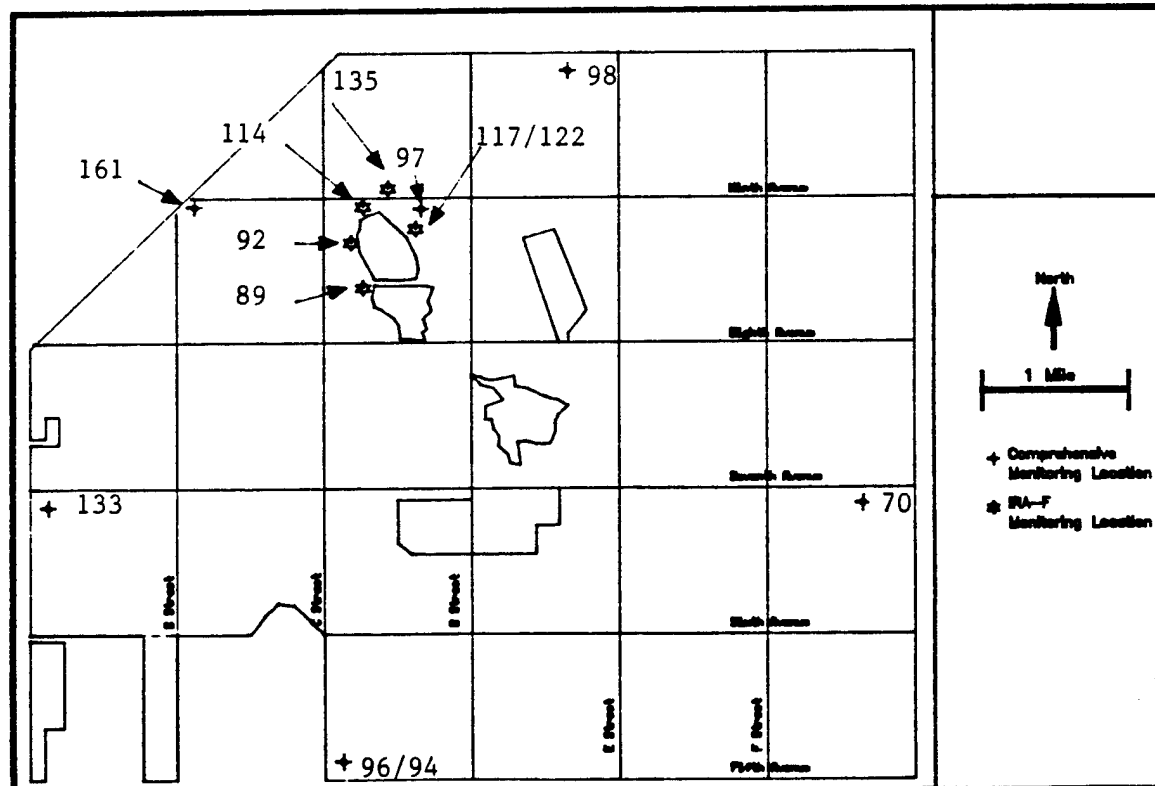 135
98
114
117/122
97
161
Ninth Avenue
92
89
North
Eighth Avenue
1 Mile
Comprehensive
Monitoring Location
Seventh Avenue
133
70
IRA-F
Monitoring Location
B Street
C Street
D Street
Sixth Avenue
E Street
F Street
96/94
Fifth Avenue